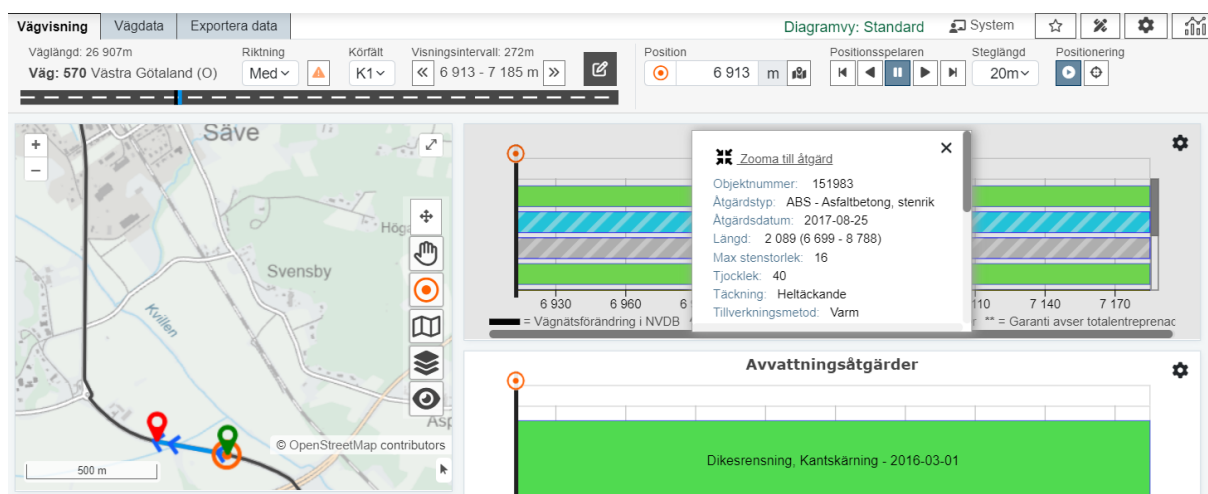 Vägvisning Vägdata Exportera data
Diagramvy: Standard System
Väglängd: 26 907m Riktning Körfält Visningsintervall: 272m Position Positionsspelaren Steglängd Positionering
Väg: 570 Västra Götaland (O) Med K1 6 913 - 7 185 m 6 913 m 20m
Säve
Svensby
Kvillen
500 m
© OpenStreetMap contributors
Zooma till åtgärd
Objektnummer: 151983
Åtgärdstyp: ABS - Asfaltbetong, stenrik
Åtgärdsdatum: 2017-08-25
Längd: 2 089 (6 699 - 8 788)
Max stenstorlek: 16
Tjocklek: 40
Täckning: Heltäckande
Tillverkningsmetod: Varm
6 930 6 960 7 140 7 170
= Vägnätsförändring i NVDB ** = Garanti avser totalentreprenad
Avvattningsåtgärder
Dikesrensning, Kantskärning - 2016-03-01